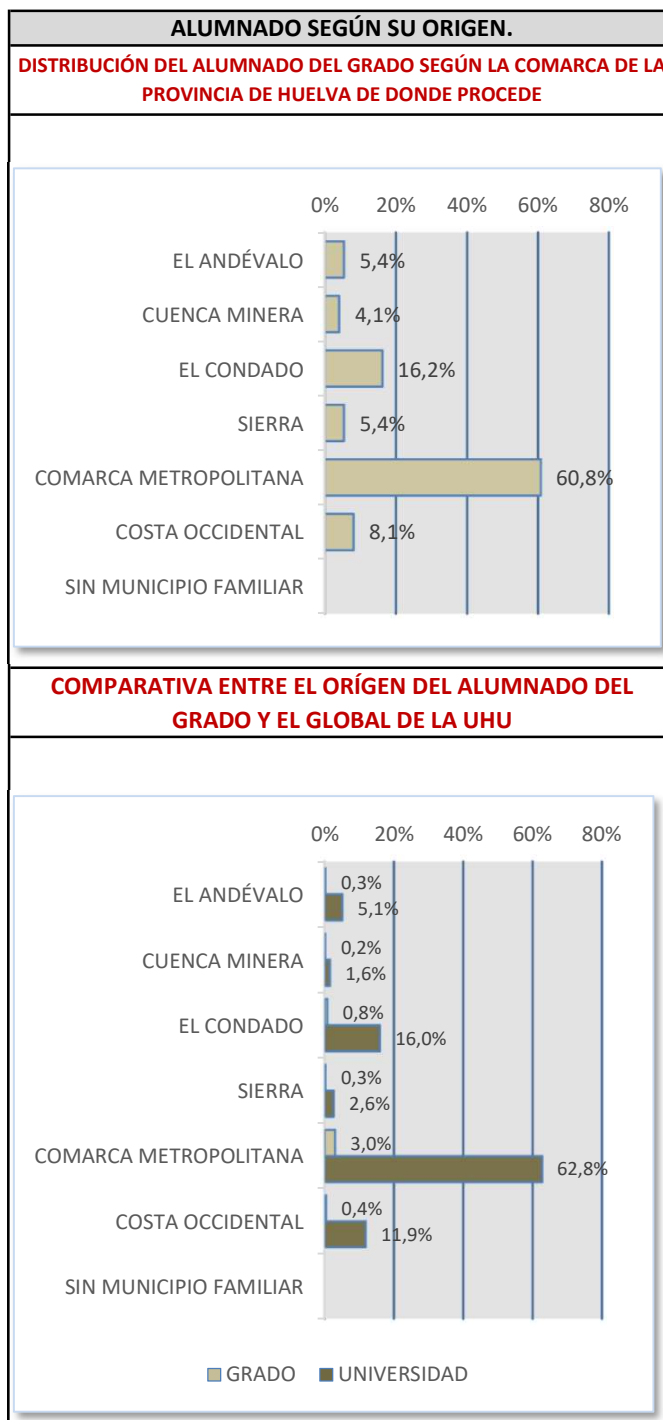 ALUMNADO SEGÚN SU ORIGEN.
DISTRIBUCIÓN DEL ALUMNADO DEL GRADO SEGÚN LA COMARCA DE LA
PROVINCIA DE HUELVA DE DONDE PROCEDE
0% 20% 40% 60% 80%
EL ANDÉVALO 5,4%
CUENCA MINERA 4,1%
EL CONDADO 16,2%
SIERRA 5,4%
COMARCA METROPOLITANA 60,8%
COSTA OCCIDENTAL 8,1%
SIN MUNICIPIO FAMILIAR
COMPARATIVA ENTRE EL ORÍGEN DEL ALUMNADO DEL
GRADO Y EL GLOBAL DE LA UHU
0% 20% 40% 60% 80%
0,3%
EL ANDÉVALO
5,1%
0,2%
CUENCA MINERA
1,6%
0,8%
EL CONDADO
16,0%
0,3%
SIERRA
2,6%
3,0%
COMARCA METROPOLITANA
62,8%
0,4%
COSTA OCCIDENTAL
11,9%
SIN MUNICIPIO FAMILIAR
GRADO UNIVERSIDAD